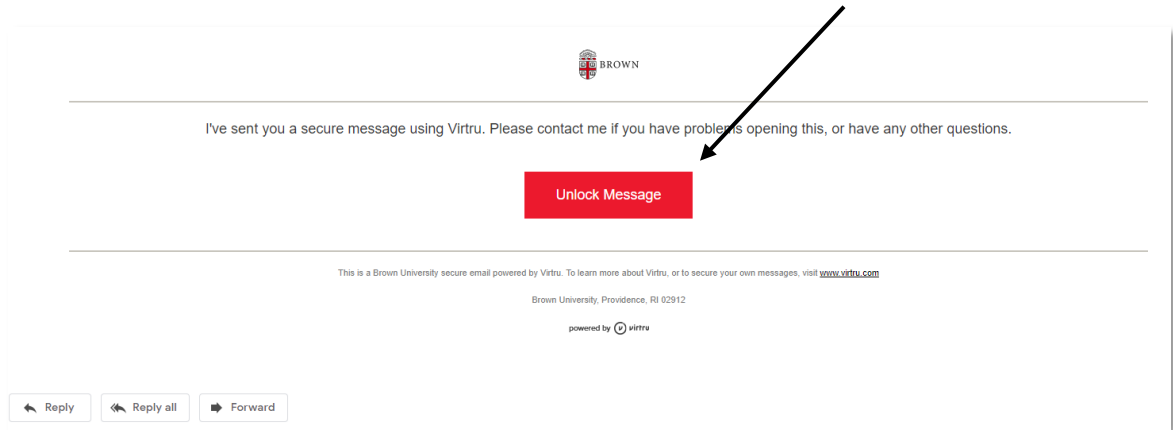 BROWN
I've sent you a secure message using Virtru. Please contact me if you have problems opening this, or have any other questions.
Unlock Message
This is a Brown University secure email powered by Virtru. To learn more about Virtru, or to secure your own messages, visit www.virtru.com
Brown University, Providence, RI 02912
powered by virtru
Reply Reply all Forward